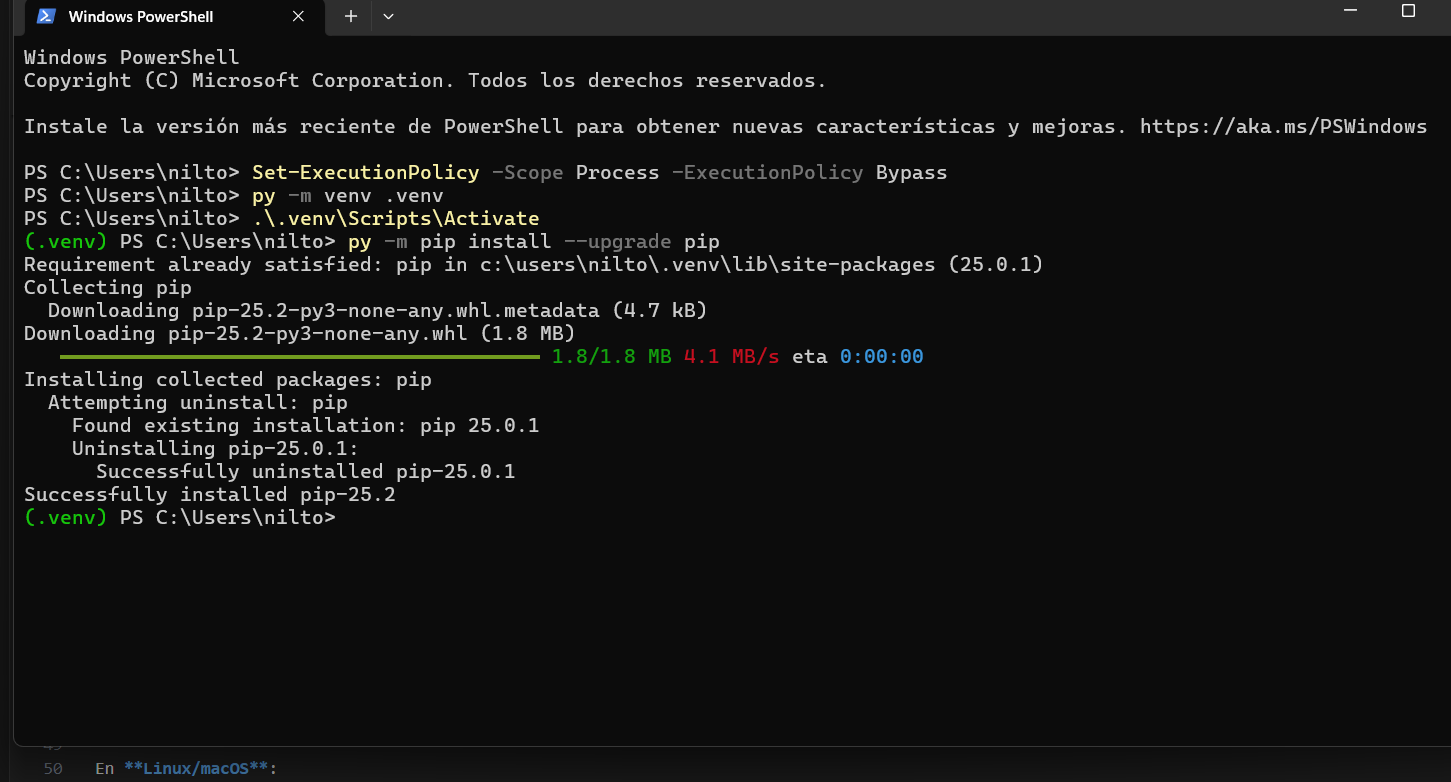 Windows PowerShell
Windows PowerShell
Copyright (C) Microsoft Corporation. Todos los derechos reservados.
Instale la versión más reciente de PowerShell para obtener nuevas características y mejoras. https://aka.ms/PSWindows
PS C:\Users\nilto> Set-ExecutionPolicy -Scope Process -ExecutionPolicy Bypass
PS C:\Users\nilto> py -m venv .venv
PS C:\Users\nilto> .\.venv\Scripts\Activate
(.venv) PS C:\Users\nilto> py -m pip install --upgrade pip
Requirement already satisfied: pip in c:\users\nilto\.venv\lib\site-packages (25.0.1)
Collecting pip
  Downloading pip-25.2-py3-none-any.whl.metadata (4.7 kB)
Downloading pip-25.2-py3-none-any.whl (1.8 MB)
1.8/1.8 MB 4.1 MB/s eta 0:00:00
Installing collected packages: pip
  Attempting uninstall: pip
    Found existing installation: pip 25.0.1
    Uninstalling pip-25.0.1:
      Successfully uninstalled pip-25.0.1
Successfully installed pip-25.2
(.venv) PS C:\Users\nilto>
50 En **Linux/macOS**: